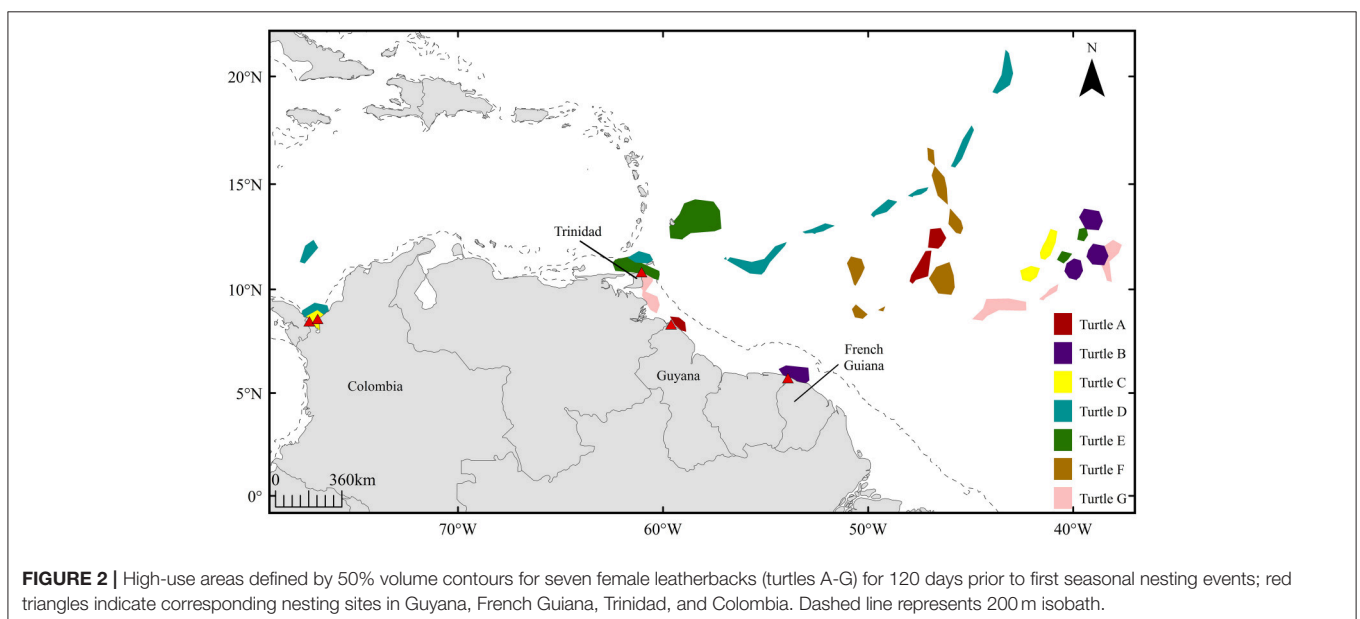 20°N
15°N
10°N
5°N
0°
N
Trinidad
Colombia
Guyana
French
Guiana
Turtle A
Turtle B
Turtle C
Turtle D
Turtle E
Turtle F
Turtle G
0 360km
70°W 60°W 50°W 40°W
FIGURE 2 | High-use areas defined by 50% volume contours for seven female leatherbacks (turtles A-G) for 120 days prior to first seasonal nesting events; red
triangles indicate corresponding nesting sites in Guyana, French Guiana, Trinidad, and Colombia. Dashed line represents 200 m isobath.